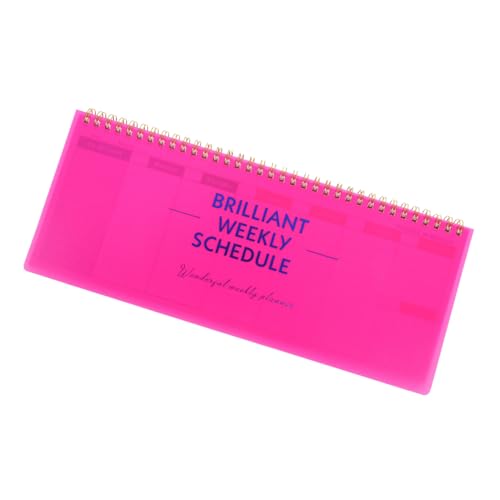 BRILLIANT
WEEKLY
SCHEDULE
Wonderful weekly planner